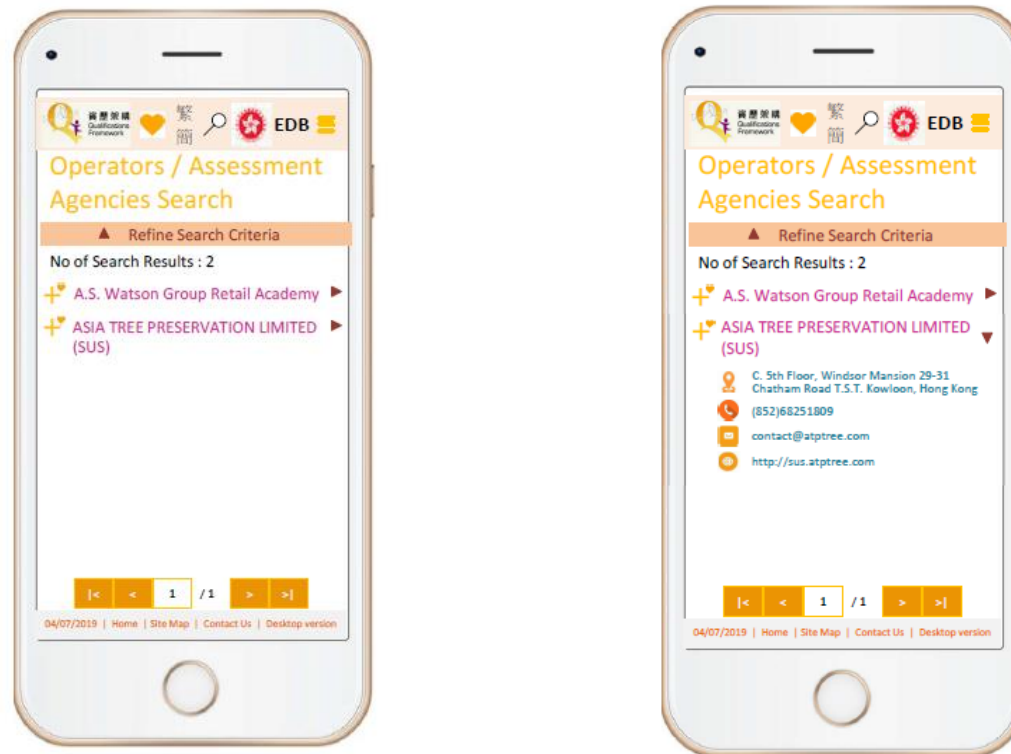 資歷架構
Qualifications
Framework
繁
簡
EDB
Operators / Assessment
Agencies Search
Refine Search Criteria
No of Search Results : 2
A.S. Watson Group Retail Academy
ASIA TREE PRESERVATION LIMITED
(SUS)
|< < 1 / 1 > >|
04/07/2019 | Home | Site Map | Contact Us | Desktop version
資歷架構
Qualifications
Framework
繁
簡
EDB
Operators / Assessment
Agencies Search
Refine Search Criteria
No of Search Results : 2
A.S. Watson Group Retail Academy
ASIA TREE PRESERVATION LIMITED
(SUS)
C. 5th Floor, Windsor Mansion 29-31
Chatham Road T.S.T. Kowloon, Hong Kong
(852)68251809
contact@atptree.com
http://sus.atptree.com
|< < 1 / 1 > >|
04/07/2019 | Home | Site Map | Contact Us | Desktop version